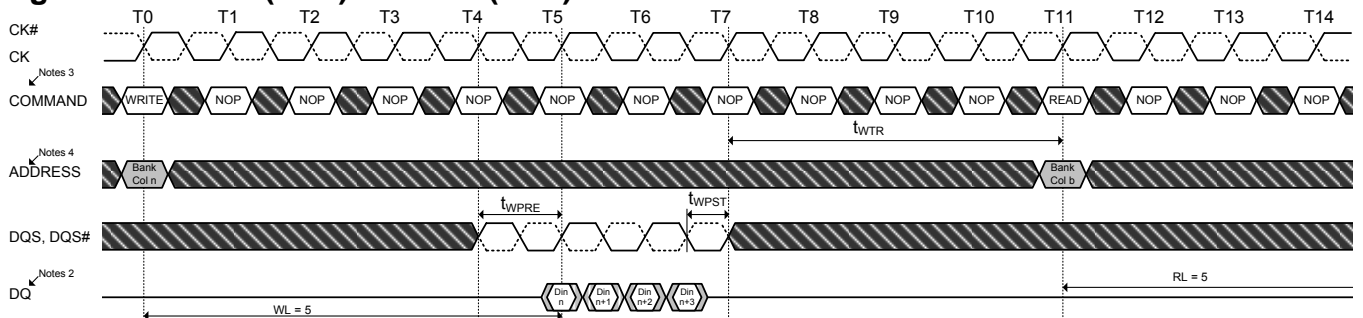 T0 T1 T2 T3 T4 T5 T6 T7 T8 T9 T10 T11 T12 T13 T14
CK#
CK
Notes 3
COMMAND WRITE NOP NOP NOP NOP NOP NOP NOP NOP NOP NOP READ NOP NOP NOP
tWTR
Notes 4
ADDRESS
Bank Bank
Col n Col b
tWPRE tWPST
DQS, DQS#
Notes 2
DQ
Din Din Din Din
n n+1 n+2 n+3
RL = 5
WL = 5